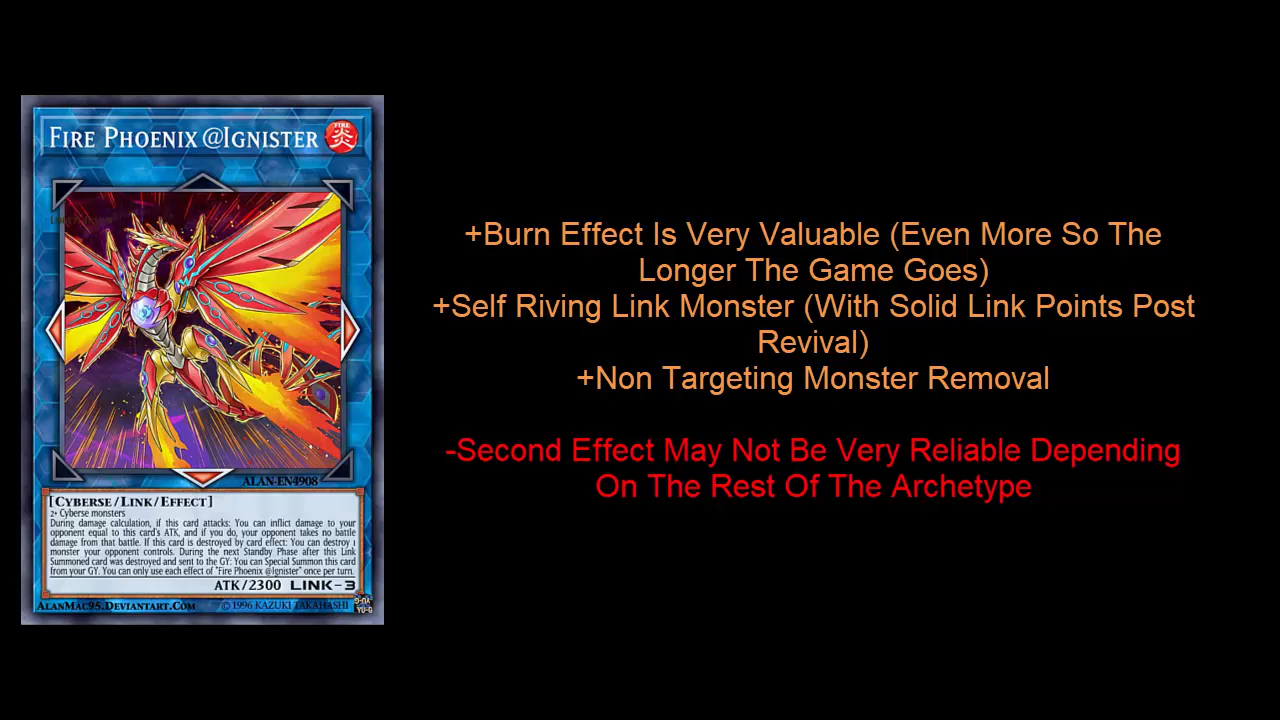 FIRE PHOENIX @IGNISTER
FIRE
炎
ALAN-EN4908
[CYBERSE/LINK/EFFECT]
2+ Cyberse monsters
During damage calculation, if this card attacks: You can inflict damage to your
opponent equal to this card's ATK, and if you do, your opponent takes no battle
damage from that battle. If this card is destroyed by card effect: You can destroy 1
monster your opponent controls. During the next Standby Phase after this Link
Summoned card was destroyed and sent to the GY: You can Special Summon this card
from your GY. You can only use each effect of "Fire Phoenix @Ignister" once per turn.
ATK/2300 LINK-3
ALANMAC95.DEVIANTART.COM
©1996 KAZUKI TAKAHASHI
+Burn Effect Is Very Valuable (Even More So The
Longer The Game Goes)
+Self Riving Link Monster (With Solid Link Points Post
Revival)
+Non Targeting Monster Removal
-Second Effect May Not Be Very Reliable Depending
On The Rest Of The Archetype